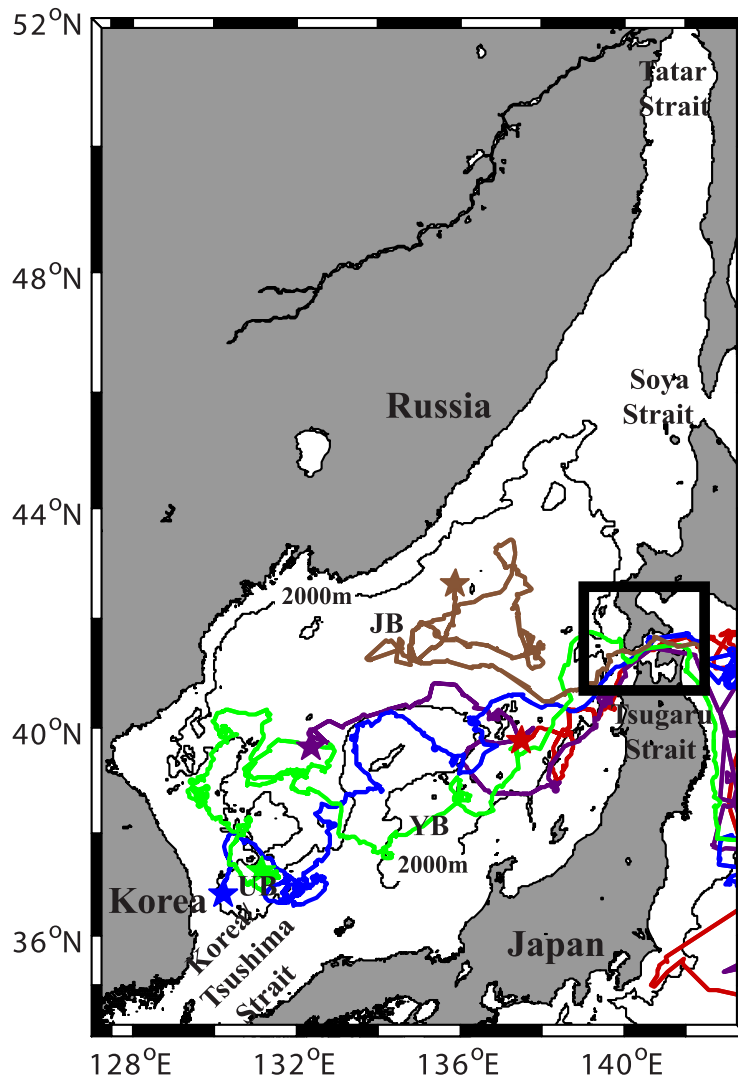 52°N
Tatar
Strait
48°N
Soya
Strait
Russia
44°N
2000m
JB
40°N
Tsugaru
Strait
YB
2000m
UB
Korea
Korea/
Tsushima
Strait
Japan
36°N
128°E
132°E
136°E
140°E